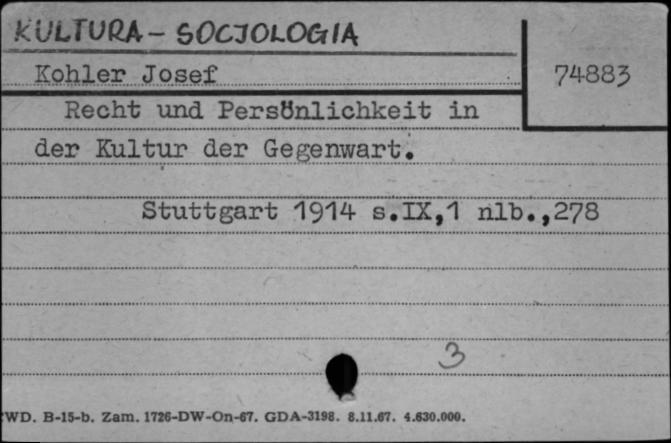 KULTURA - SOCJOLOGIA
Kohler Josef
74883
Recht und Persönlichkeit in
der Kultur der Gegenwart.
Stuttgart 1914 s.IX,1 nlb.,278
3
WD. B-15-b. Zam. 1726-DW-On-67. GDA-3198. 8.11.67. 4.630.000.